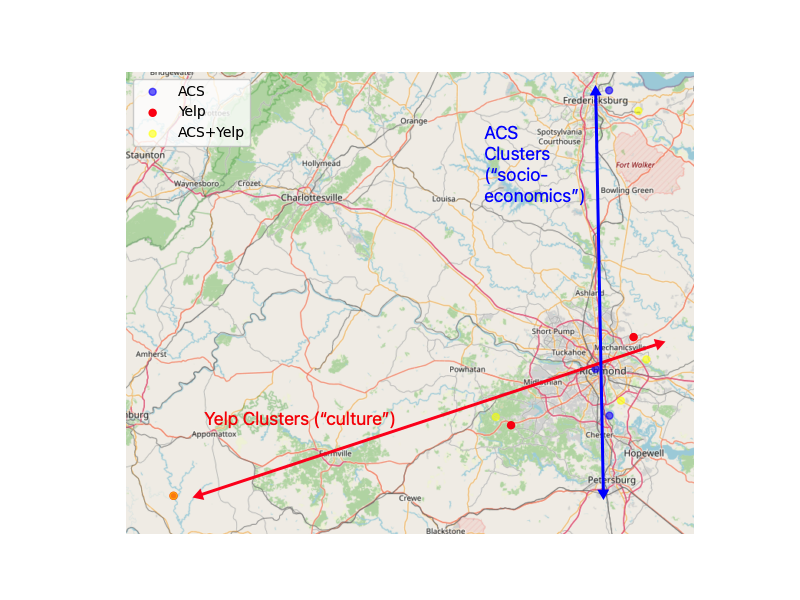 Bridgewater
ACS
Yelp
ACS+Yelp
Staunton
Waynesboro
Crozet
Hollymead
Charlottesville
Orange
Louisa
Fredericksburg
Spotsylvania
Courthouse
Fort Walker
Bowling Green
ACS
Clusters
(“socio-
economics”)
Ashland
Short Pump
Mechanicsville
Tuckahoe
Richmond
Amherst
Powhatan
Midlothian
burg
Yelp Clusters (“culture”)
Appomattox
Chester
Farmville
Hopewell
Petersburg
Crewe
Blackstone